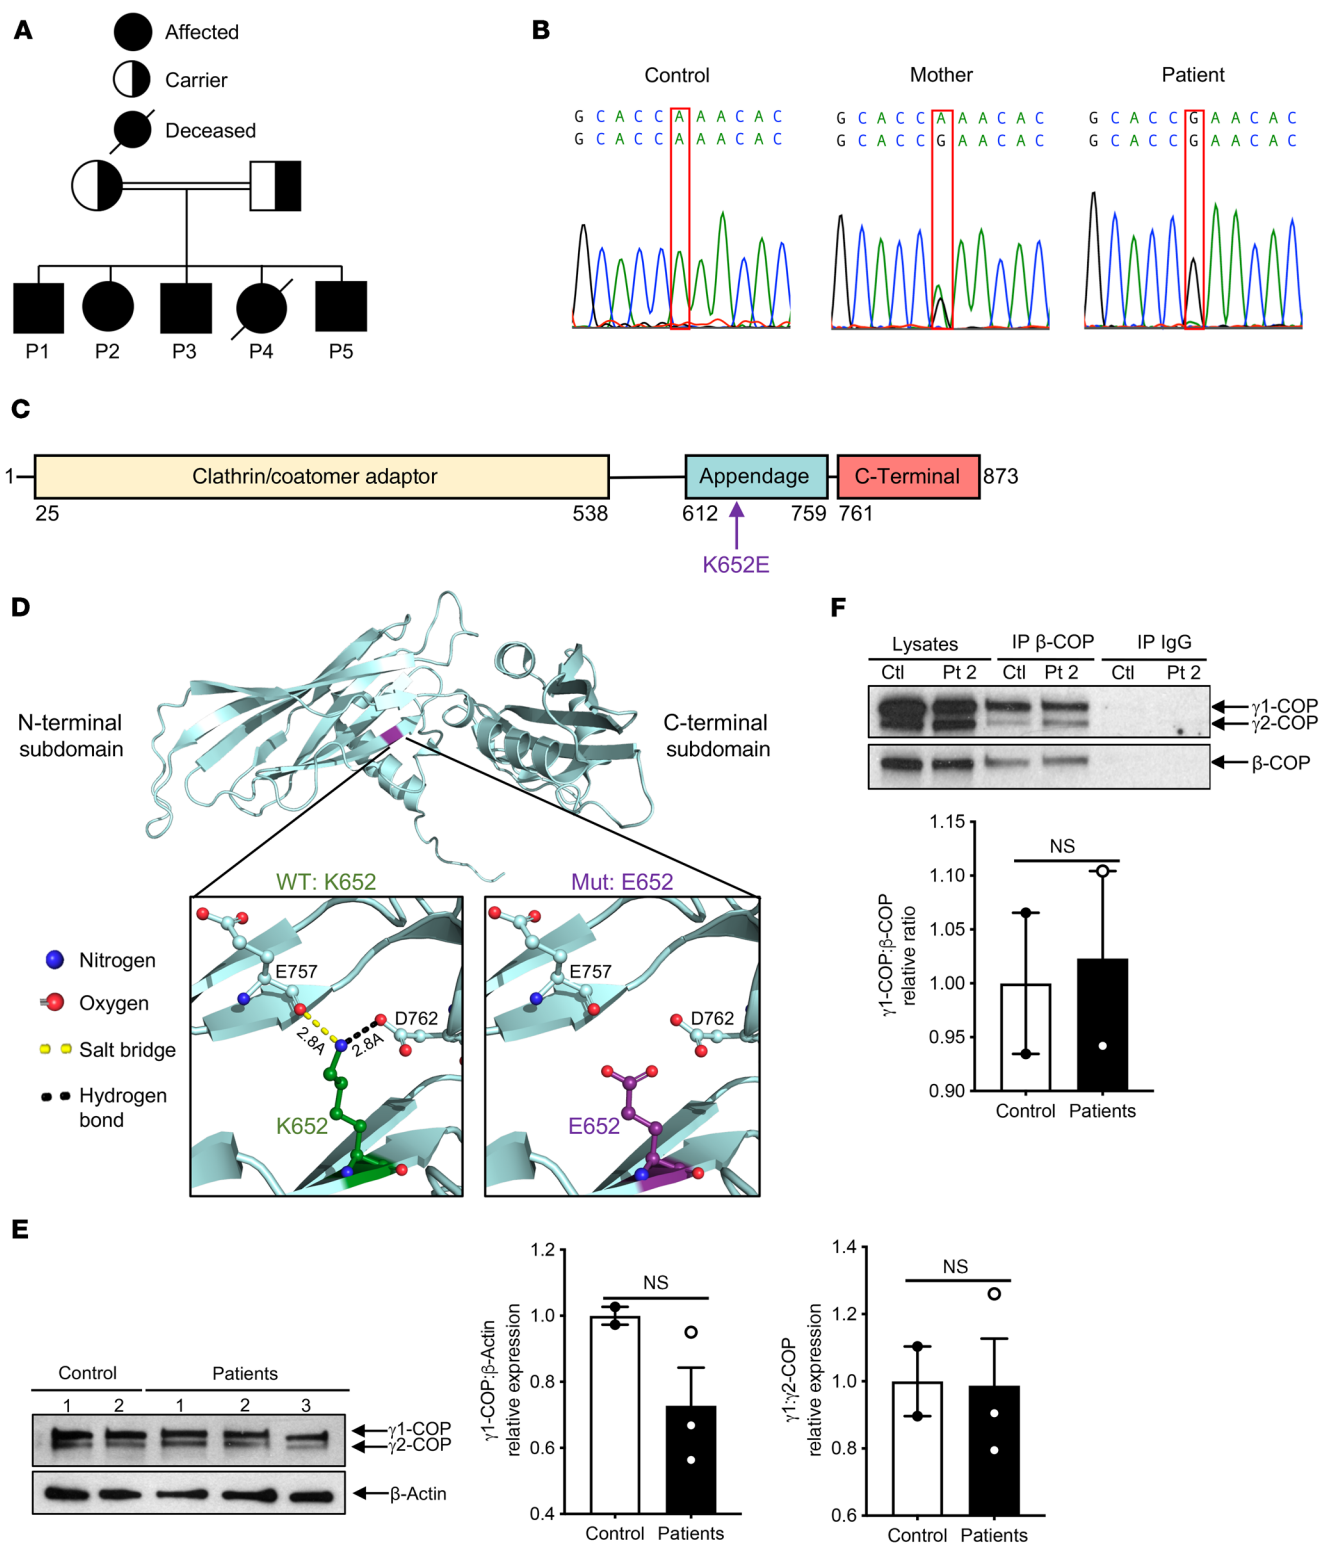 A
Affected
Carrier
Deceased
P1 P2 P3 P4 P5
B
Control Mother Patient
G C A C C A A A C A C
G C A C C A A A C A C
G C A C C A A A C A C
G C A C C G A A C A C
G C A C C G A A C A C
G C A C C G A A C A C
C
1
Clathrin/coatomer adaptor
Appendage
C-Terminal
873
25 538 612 759 761
K652E
D
N-terminal
subdomain
C-terminal
subdomain
WT: K652
Mut: E652
Nitrogen
Oxygen
Salt bridge
Hydrogen
bond
E757
D762
2.8A
2.8A
K652
E757
D762
E652
E
Control Patients
1 2 1 2 3
γ1-COP
γ2-COP
β-Actin
γ1-COP:β-Actin
relative expression
1.2
1.0
0.8
0.6
0.4
NS
Control Patients
γ1:γ2-COP
relative expression
1.4
1.2
1.0
0.8
0.6
NS
Control Patients
F
Lysates IP β-COP IP IgG
Ctl Pt 2 Ctl Pt 2 Ctl Pt 2
γ1-COP
γ2-COP
β-COP
γ1-COP:β-COP
relative ratio
1.15
1.10
1.05
1.00
0.95
0.90
NS
Control Patients